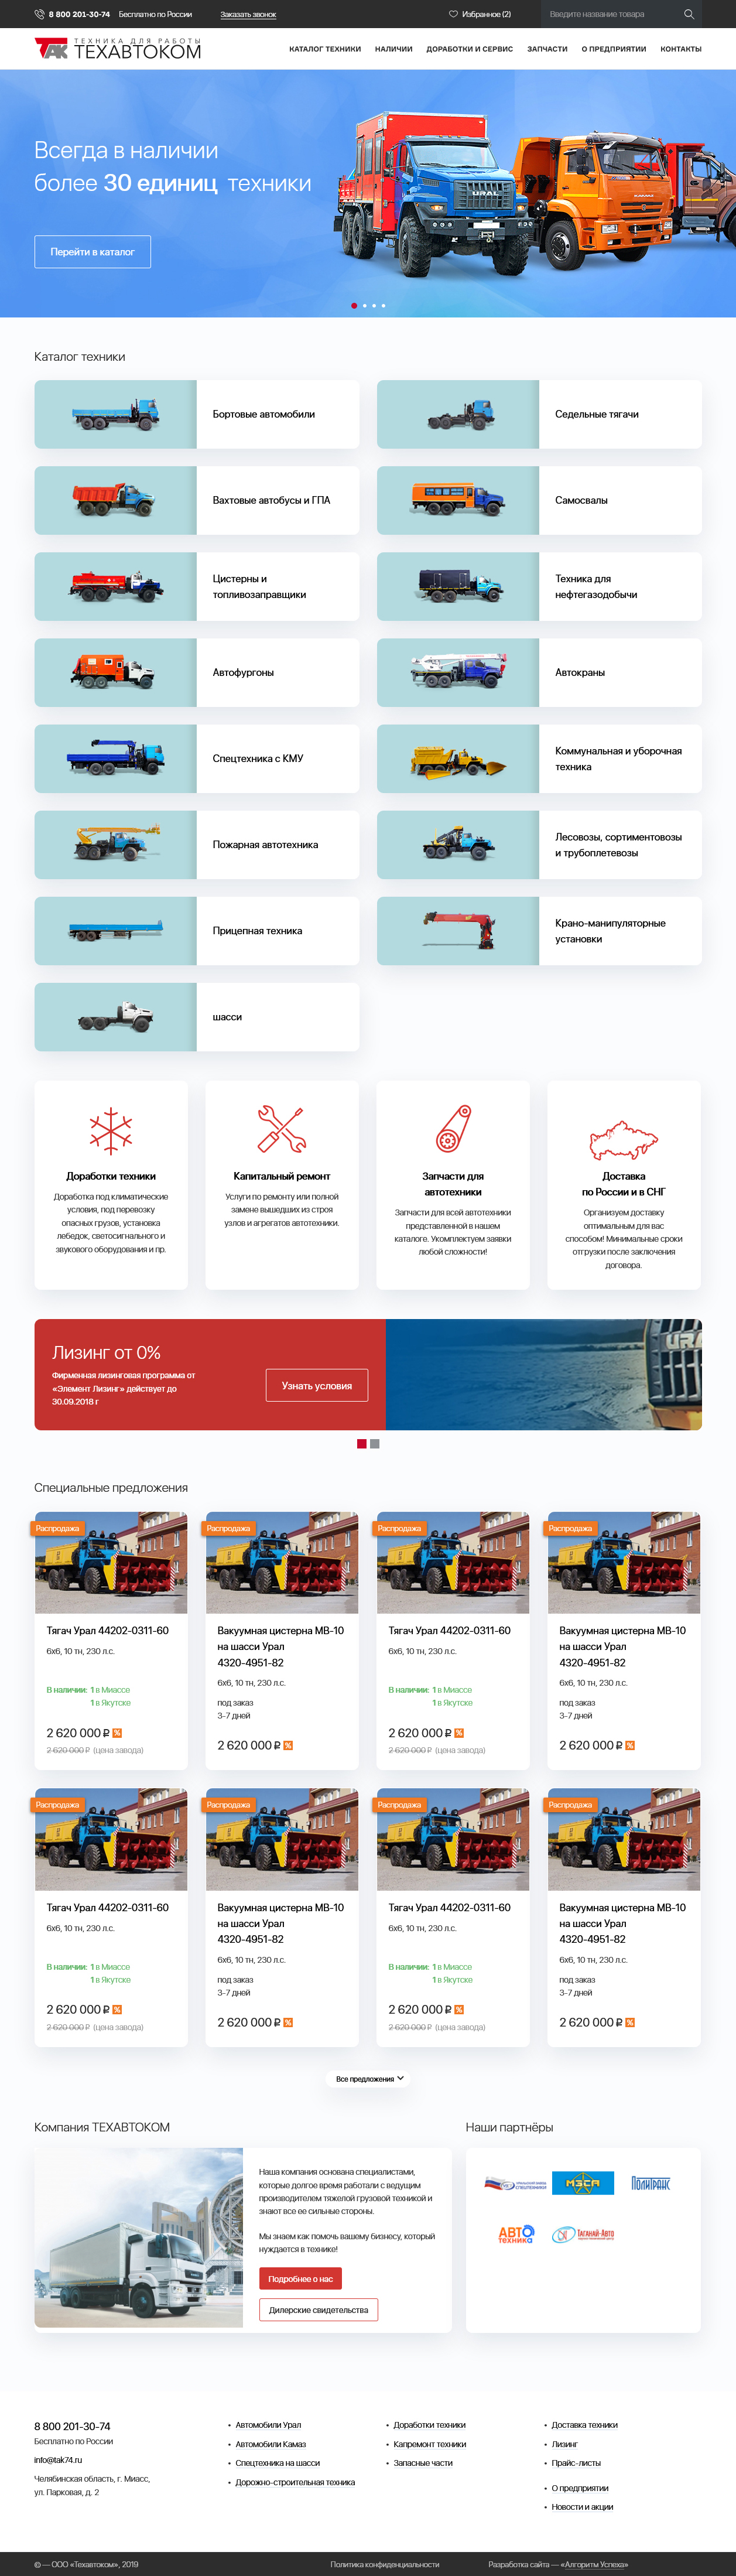 8 800 201-30-74 Бесплатно по России Заказать звонок Избранное (2) Введите название товара
ТЕХНИКА ДЛЯ РАБОТЫ
ТАК ТЕХАВТОКОМ
КАТАЛОГ ТЕХНИКИ НАЛИЧИИ ДОРАБОТКИ И СЕРВИС ЗАПЧАСТИ О ПРЕДПРИЯТИИ КОНТАКТЫ
Всегда в наличии
более 30 единиц техники
Перейти в каталог
URAL
Каталог техники
Бортовые автомобили
Седельные тягачи
Вахтовые автобусы и ГПА
Самосвалы
Цистерны и
топливозаправщики
Техника для
нефтегазодобычи
Автофургоны
Автокраны
Спецтехника с КМУ
Коммунальная и уборочная
техника
Пожарная автотехника
Лесовозы, сортиментовозы
и трубоплетевозы
Прицепная техника
Крано-манипуляторные
установки
шасси
Доработки техники
Доработка под климатические
условия, под перевозку
опасных грузов, установка
лебедок, светосигнального и
звукового оборудования и пр.
Капитальный ремонт
Услуги по ремонту или полной
замене вышедших из строя
узлов и агрегатов автотехники.
Запчасти для
автотехники
Запчасти для всей автотехники
представленной в нашем
каталоге. Укомплектуем заявки
любой сложности!
Доставка
по России и в СНГ
Организуем доставку
оптимальным для вас
способом! Минимальные сроки
отгрузки после заключения
договора.
Лизинг от 0%
Фирменная лизинговая программа от
«Элемент Лизинг» действует до
30.09.2018 г
Узнать условия
Специальные предложения
Распродажа
Тягач Урал 44202-0311-60
6х6, 10 тн, 230 л.с.
В наличии: 1 в Миассе
1 в Якутске
2 620 000 ₽ %
2 620 000 ₽ (цена завода)
Распродажа
Вакуумная цистерна МВ-10
на шасси Урал
4320-4951-82
6х6, 10 тн, 230 л.с.
под заказ
3-7 дней
2 620 000 ₽ %
Распродажа
Тягач Урал 44202-0311-60
6х6, 10 тн, 230 л.с.
В наличии: 1 в Миассе
1 в Якутске
2 620 000 ₽ %
2 620 000 ₽ (цена завода)
Распродажа
Вакуумная цистерна МВ-10
на шасси Урал
4320-4951-82
6х6, 10 тн, 230 л.с.
под заказ
3-7 дней
2 620 000 ₽ %
Распродажа
Тягач Урал 44202-0311-60
6х6, 10 тн, 230 л.с.
В наличии: 1 в Миассе
1 в Якутске
2 620 000 ₽ %
2 620 000 ₽ (цена завода)
Распродажа
Вакуумная цистерна МВ-10
на шасси Урал
4320-4951-82
6х6, 10 тн, 230 л.с.
под заказ
3-7 дней
2 620 000 ₽ %
Распродажа
Тягач Урал 44202-0311-60
6х6, 10 тн, 230 л.с.
В наличии: 1 в Миассе
1 в Якутске
2 620 000 ₽ %
2 620 000 ₽ (цена завода)
Распродажа
Вакуумная цистерна МВ-10
на шасси Урал
4320-4951-82
6х6, 10 тн, 230 л.с.
под заказ
3-7 дней
2 620 000 ₽ %
Все предложения
Компания ТЕХАВТОКОМ
Наша компания основана специалистами,
которые долгое время работали с ведущим
производителем тяжелой грузовой техникой и
знают все ее сильные стороны.
Мы знаем как помочь вашему бизнесу, который
нуждается в технике!
Подробнее о нас
Дилерские свидетельства
Наши партнёры
МЗСА
ПОЛИТРАНС
АВТО
ТЕХНИКА
ТАГАНАЙ-АВТО
8 800 201-30-74
Бесплатно по России
info@tak74.ru
Челябинская область, г. Миасс,
ул. Парковая, д. 2
Автомобили Урал
Автомобили Камаз
Спецтехника на шасси
Дорожно-строительная техника
Доработки техники
Капремонт техники
Запасные части
Доставка техники
Лизинг
Прайс-листы
О предприятии
Новости и акции
© — ООО «Техавтоком», 2019 Политика конфиденциальности Разработка сайта — «Алгоритм Успеха»